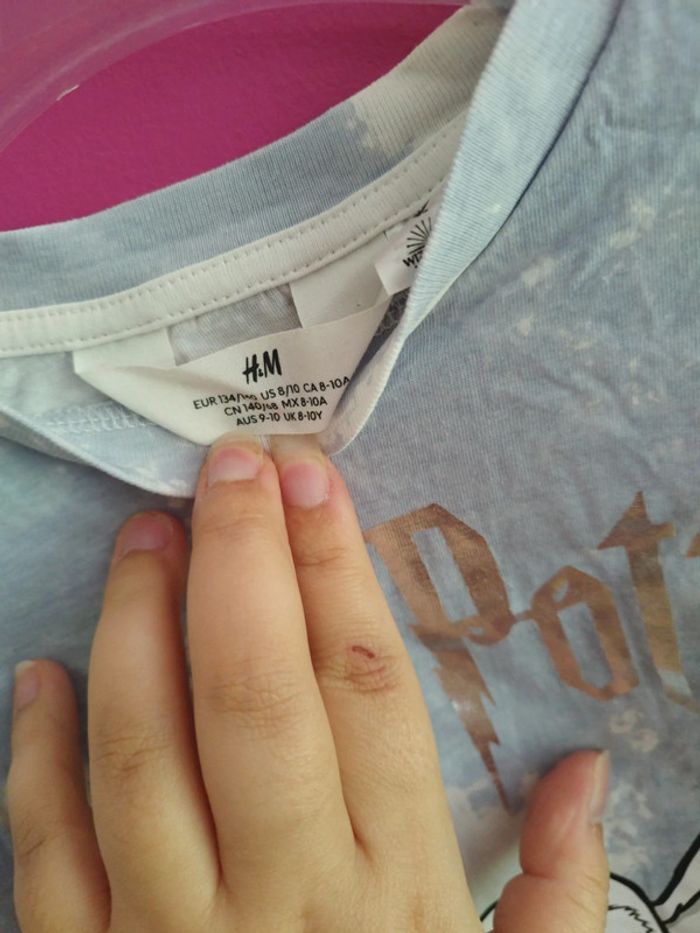 H&M
EUR 134/140 US 8/10 CA 8-10A
CN 140/68 MX 8-10A
AUS 9-10 UK 8-10Y
Pot